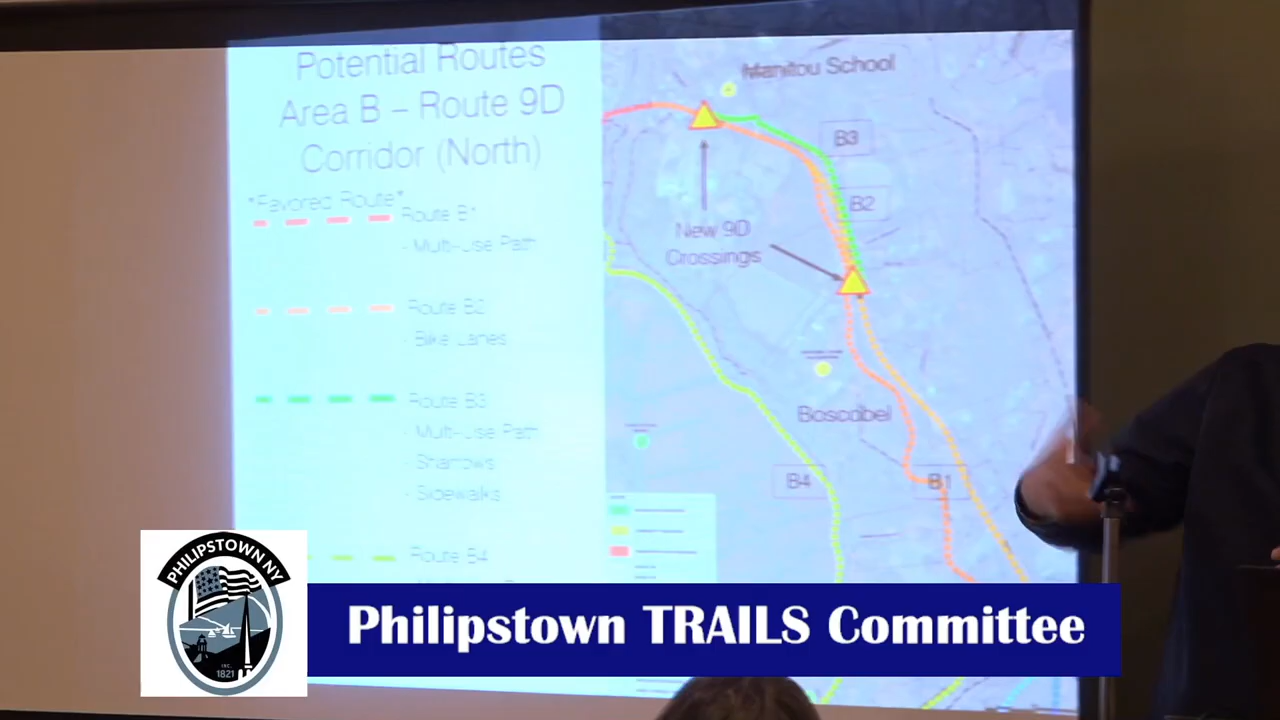 Potential Routes
Area B – Route 9D
Corridor (North)
*Favored Route*
Route B1
- Multi-Use Path
Route B2
- Bike Lanes
Route B3
- Multi-Use Path
- Sharrows
- Sidewalks
Route B4
Manitou School
B3
B2
New 9D
Crossings
Boscobel
B4
B1
PHILIPSTOWN NY
INC.
1821
Philipstown TRAILS Committee